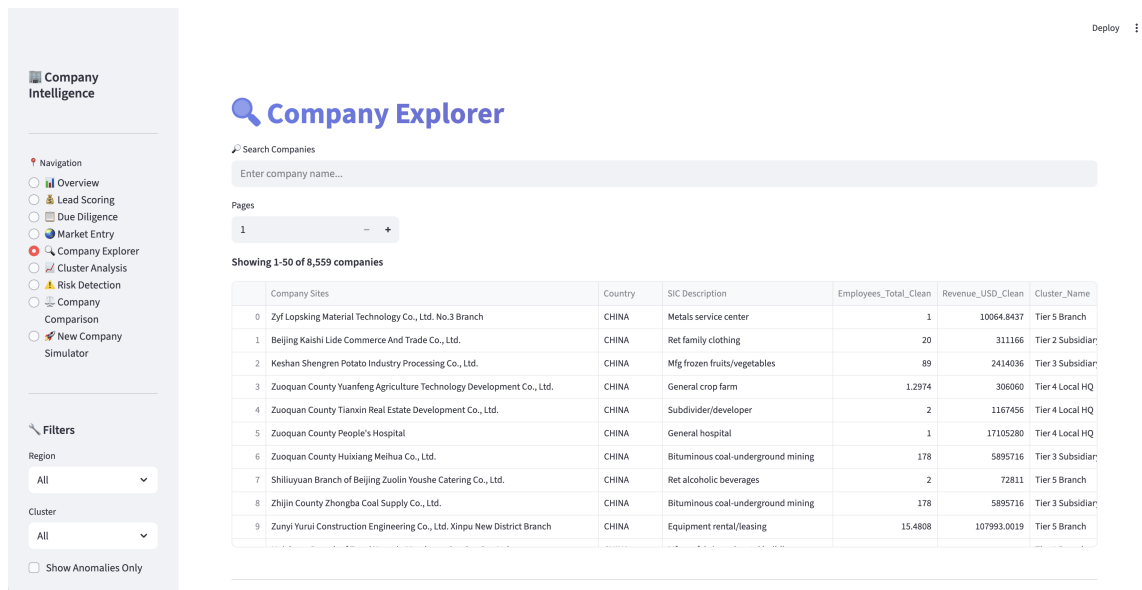 Deploy
🏢 Company
Intelligence
📍 Navigation
📊 Overview
💰 Lead Scoring
📋 Due Diligence
🌏 Market Entry
🔍 Company Explorer
📈 Cluster Analysis
⚠️ Risk Detection
⚖️ Company
Comparison
🚀 New Company
Simulator
🔧 Filters
Region
All
Cluster
All
Show Anomalies Only
🔍 Company Explorer
🔎 Search Companies
Enter company name...
Pages
1 − +
Showing 1-50 of 8,559 companies
Company Sites Country SIC Description Employees_Total_Clean Revenue_USD_Clean Cluster_Name
0 Zyf Lopsking Material Technology Co., Ltd. No.3 Branch CHINA Metals service center 1 10064.8437 Tier 5 Branch
1 Beijing Kaishi Lide Commerce And Trade Co., Ltd. CHINA Ret family clothing 20 311166 Tier 2 Subsidiary
2 Keshan Shengren Potato Industry Processing Co., Ltd. CHINA Mfg frozen fruits/vegetables 89 2414036 Tier 3 Subsidiary
3 Zuoquan County Yuanfeng Agriculture Technology Development Co., Ltd. CHINA General crop farm 1.2974 306060 Tier 4 Local HQ
4 Zuoquan County Tianxin Real Estate Development Co., Ltd. CHINA Subdivider/developer 2 1167456 Tier 4 Local HQ
5 Zuoquan County People's Hospital CHINA General hospital 1 17105280 Tier 4 Local HQ
6 Zuoquan County Huixiang Meihua Co., Ltd. CHINA Bituminous coal-underground mining 178 5895716 Tier 3 Subsidiary
7 Shiliuyuan Branch of Beijing Zuolin Youshe Catering Co., Ltd. CHINA Ret alcoholic beverages 2 72811 Tier 5 Branch
8 Zhijin County Zhongba Coal Supply Co., Ltd. CHINA Bituminous coal-underground mining 178 5895716 Tier 3 Subsidiary
9 Zunyi Yurui Construction Engineering Co., Ltd. Xinpu New District Branch CHINA Equipment rental/leasing 15.4808 107993.0019 Tier 5 Branch